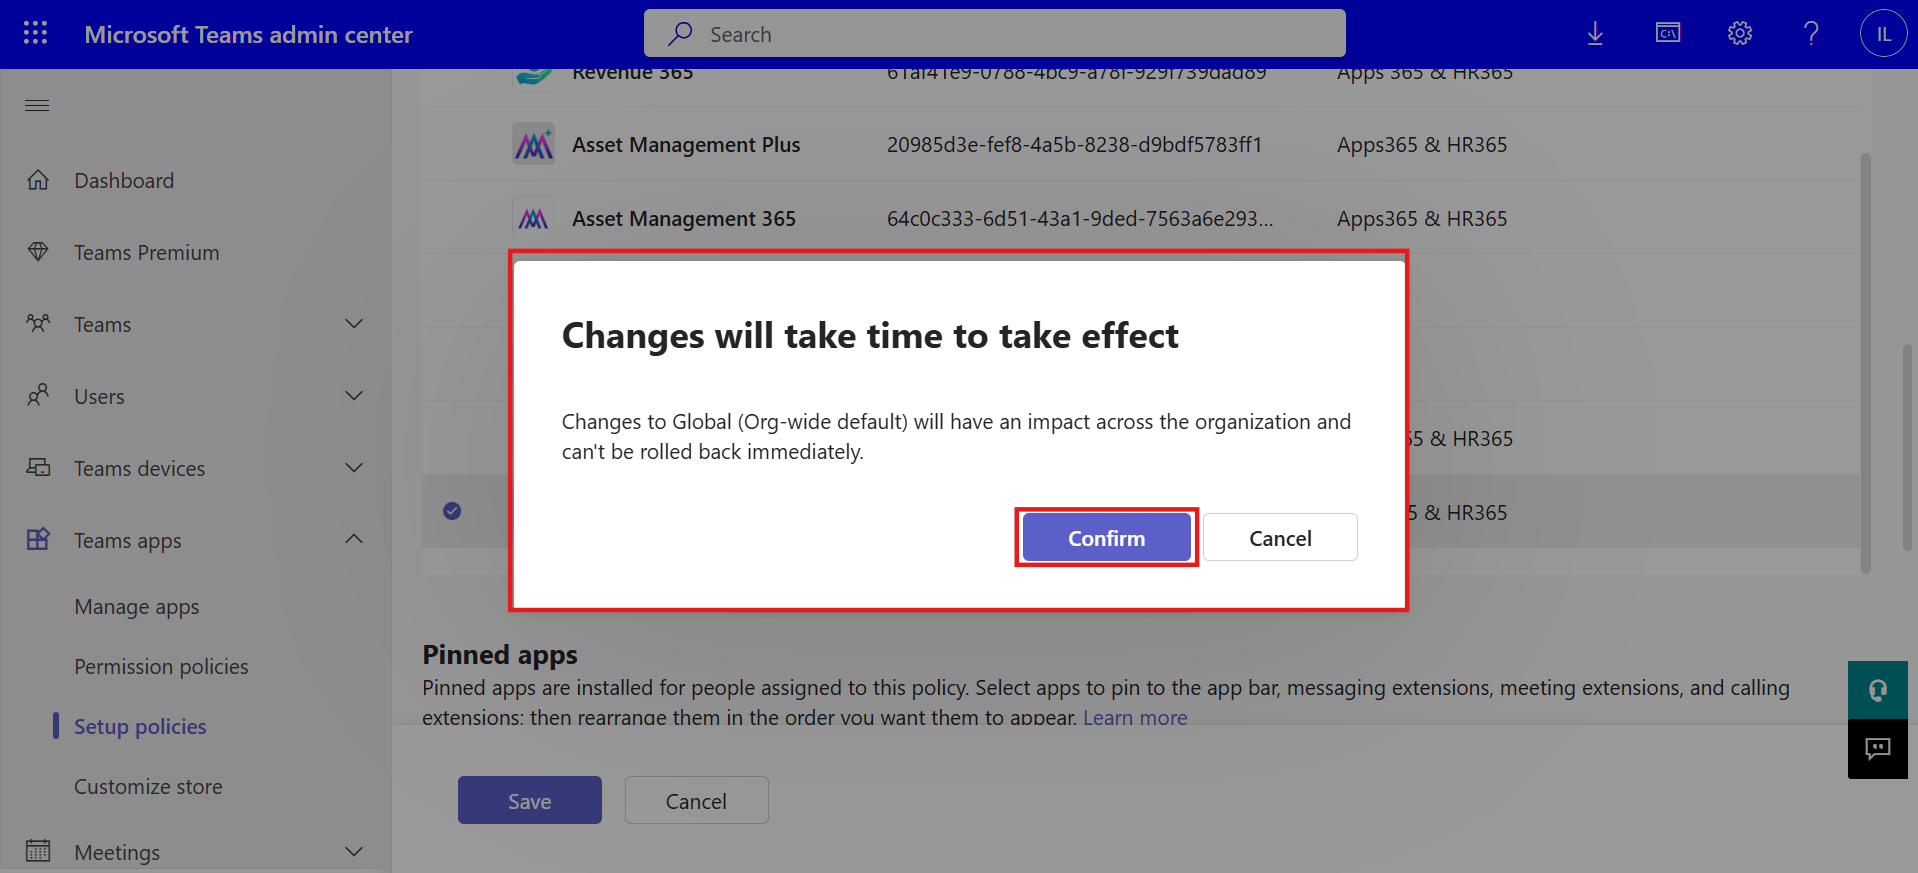 Microsoft Teams admin center
Search
C:\
IL
Revenue 365 61af41e9-0788-4bc9-a78f-929f739dad89 Apps 365 & HR365
Dashboard
Teams Premium
Teams
Users
Teams devices
Teams apps
Manage apps
Permission policies
Setup policies
Customize store
Meetings
Asset Management Plus 20985d3e-fef8-4a5b-8238-d9bdf5783ff1 Apps365 & HR365
Asset Management 365 64c0c333-6d51-43a1-9ded-7563a6e293... Apps365 & HR365
Changes will take time to take effect
Changes to Global (Org-wide default) will have an impact across the organization and
can't be rolled back immediately.
Confirm Cancel
65 & HR365
5 & HR365
Pinned apps
Pinned apps are installed for people assigned to this policy. Select apps to pin to the app bar, messaging extensions, meeting extensions, and calling
extensions; then rearrange them in the order you want them to appear. Learn more
Save Cancel